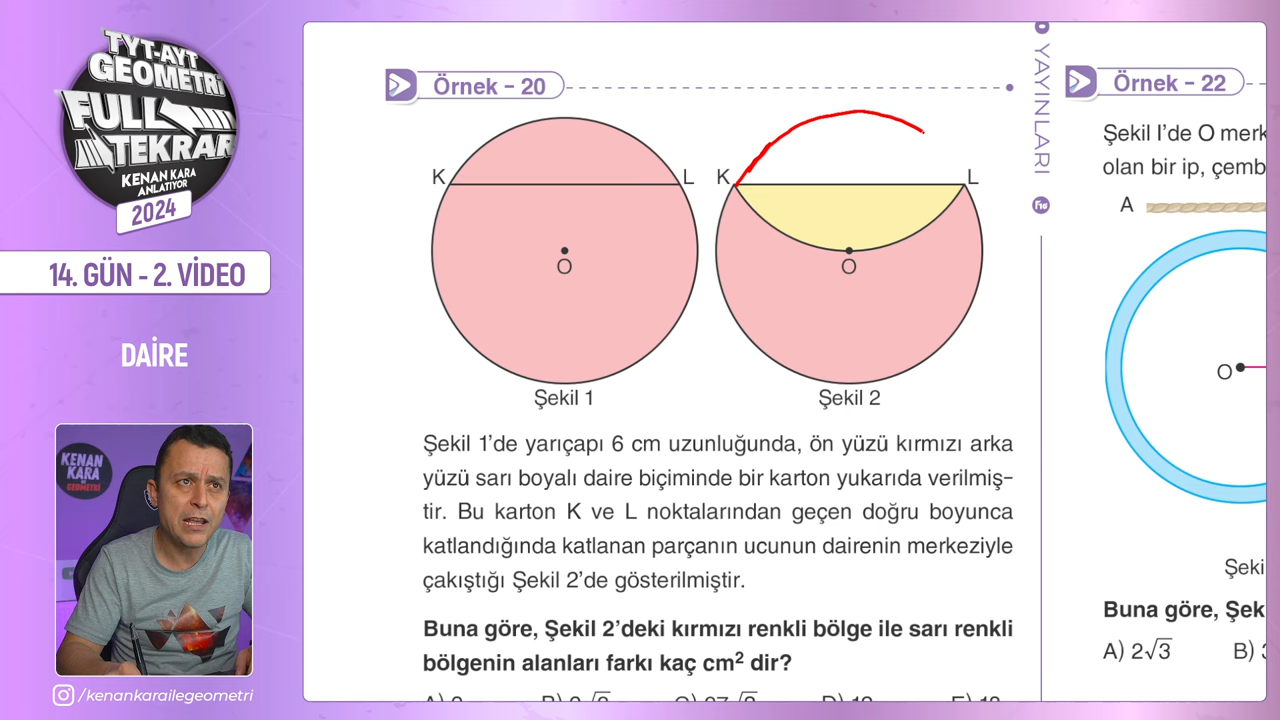 TYT-AYT
GEOMETRİ
FULL
TEKRAR
KENAN KARA
ANLATIYOR
2024
14. GÜN - 2. VİDEO
DAİRE
KENAN
KARA
GEOMETRİ
/kenankarailegeometri
Örnek – 20
K L
O
Şekil 1
K L
O
Şekil 2
Şekil 1’de yarıçapı 6 cm uzunluğunda, ön yüzü kırmızı arka
yüzü sarı boyalı daire biçiminde bir karton yukarıda verilmiş–
tir. Bu karton K ve L noktalarından geçen doğru boyunca
katlandığında katlanan parçanın ucunun dairenin merkeziyle
çakıştığı Şekil 2’de gösterilmiştir.
Buna göre, Şekil 2’deki kırmızı renkli bölge ile sarı renkli
bölgenin alanları farkı kaç cm² dir?
YAYINLARI
Örnek – 22
Şekil I’de O merk
olan bir ip, çemb
A
O
Şeki
Buna göre, Şek
A) 2√3 B)